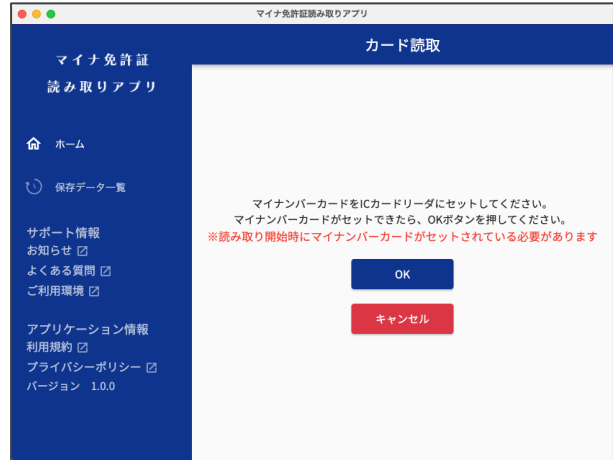 マイナ免許証読み取りアプリ
マイナ免許証
読み取りアプリ
ホーム
保存データ一覧
サポート情報
お知らせ
よくある質問
ご利用環境
アプリケーション情報
利用規約
プライバシーポリシー
バージョン 1.0.0
カード読取
マイナンバーカードをICカードリーダにセットしてください。
マイナンバーカードがセットできたら、OKボタンを押してください。
※読み取り開始時にマイナンバーカードがセットされている必要があります
OK
キャンセル